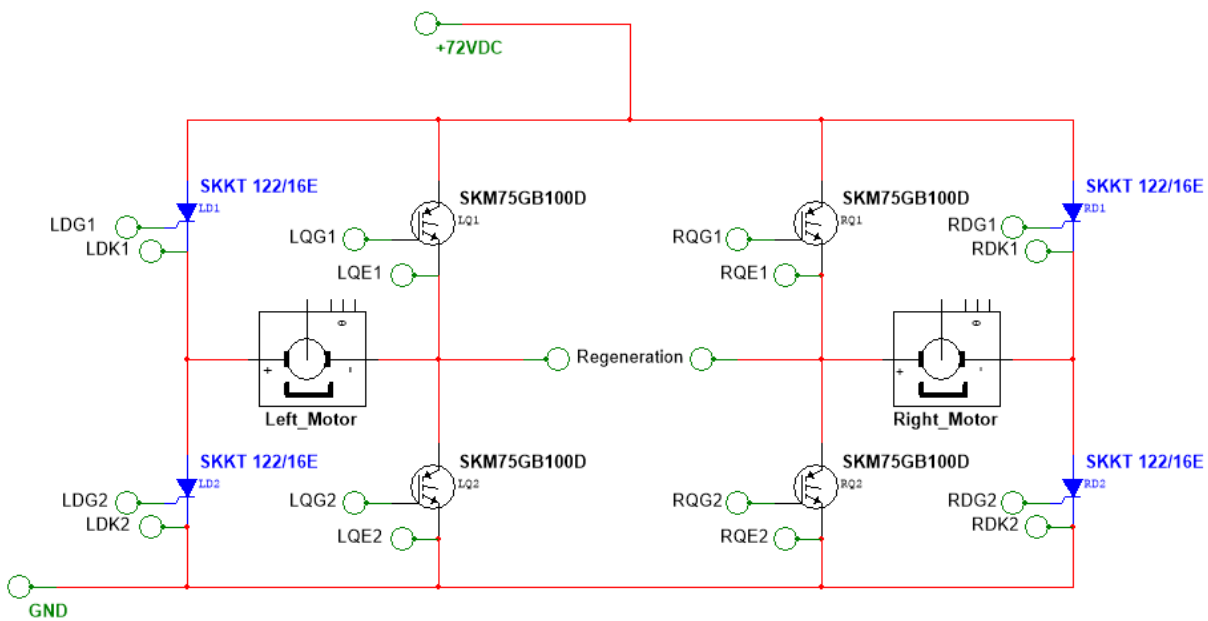 +72VDC
SKKT 122/16E
LD1
LDG1
LDK1
SKM75GB100D
LQ1
LQG1
LQE1
SKM75GB100D
RQ1
RQG1
RQE1
SKKT 122/16E
RD1
RDG1
RDK1
+ -
Left_Motor
Regeneration
+ -
Right_Motor
SKKT 122/16E
LD2
LDG2
LDK2
SKM75GB100D
LQ2
LQG2
LQE2
SKM75GB100D
RQ2
RQG2
RQE2
SKKT 122/16E
RD2
RDG2
RDK2
GND